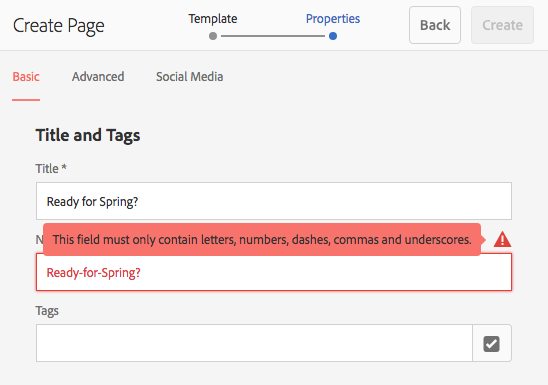 Create Page
Template
Properties
Back
Create
Basic
Advanced
Social Media
Title and Tags
Title *
Ready for Spring?
This field must only contain letters, numbers, dashes, commas and underscores.
Ready-for-Spring?
Tags